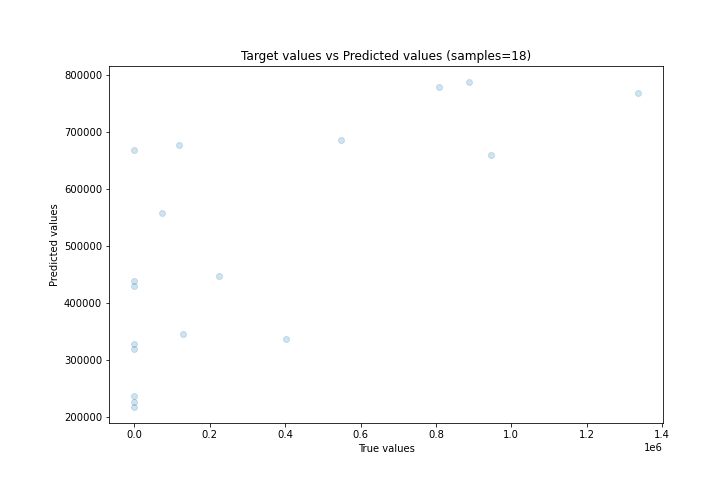 Target values vs Predicted values (samples=18)
800000
700000
600000
500000
400000
300000
200000
Predicted values
0.0 0.2 0.4 0.6 0.8 1.0 1.2 1.4
1e6
True values